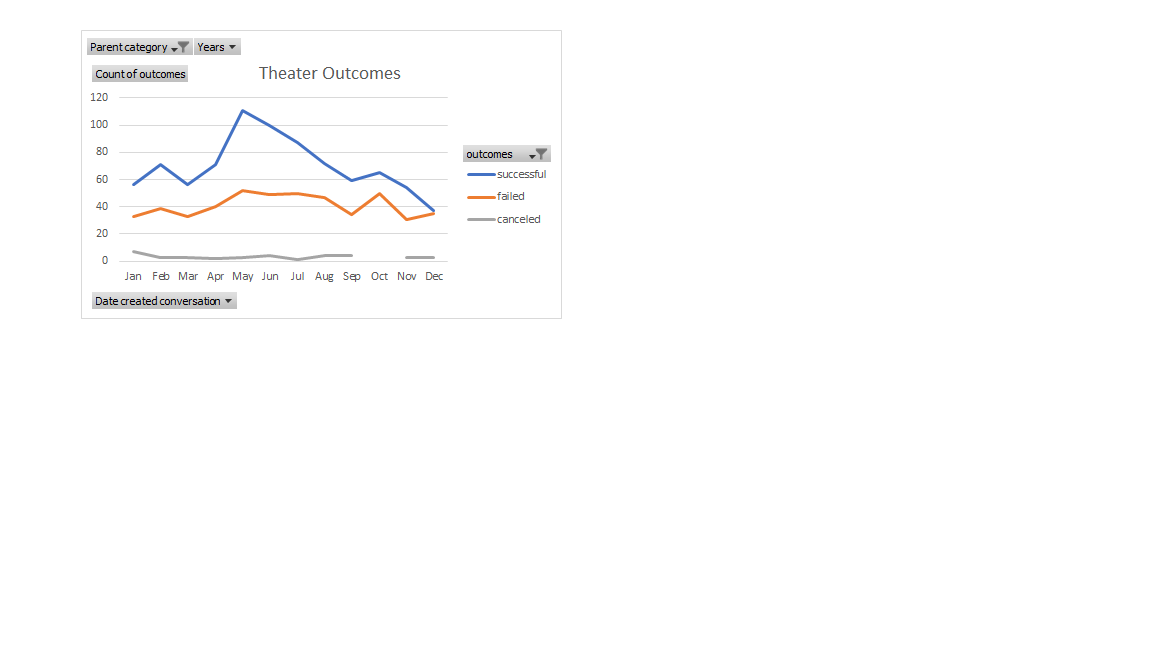 Parent category Years
Count of outcomes
Theater Outcomes
120
100
80
60
40
20
0
Jan Feb Mar Apr May Jun Jul Aug Sep Oct Nov Dec
outcomes
successful
failed
canceled
Date created conversation